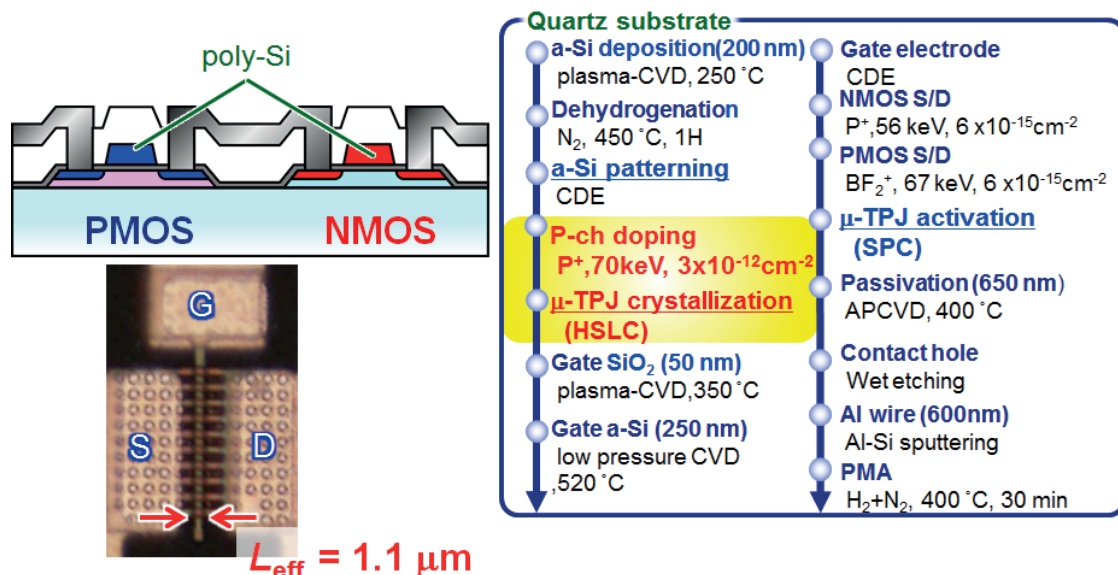 poly-Si
PMOS
NMOS
G
S
D
L_eff = 1.1 μm
Quartz substrate
a-Si deposition(200 nm)
plasma-CVD, 250 ˚C
Dehydrogenation
N₂, 450 ˚C, 1H
a-Si patterning
CDE
P-ch doping
P⁺,70keV, 3x10⁻¹²cm⁻²
μ-TPJ crystallization
(HSLC)
Gate SiO₂ (50 nm)
plasma-CVD,350 ˚C
Gate a-Si (250 nm)
low pressure CVD
,520 ˚C
Gate electrode
CDE
NMOS S/D
P⁺,56 keV, 6 x10⁻¹⁵cm⁻²
PMOS S/D
BF₂⁺, 67 keV, 6 x10⁻¹⁵cm⁻²
μ-TPJ activation
(SPC)
Passivation (650 nm)
APCVD, 400 ˚C
Contact hole
Wet etching
Al wire (600nm)
Al-Si sputtering
PMA
H₂+N₂, 400 ˚C, 30 min